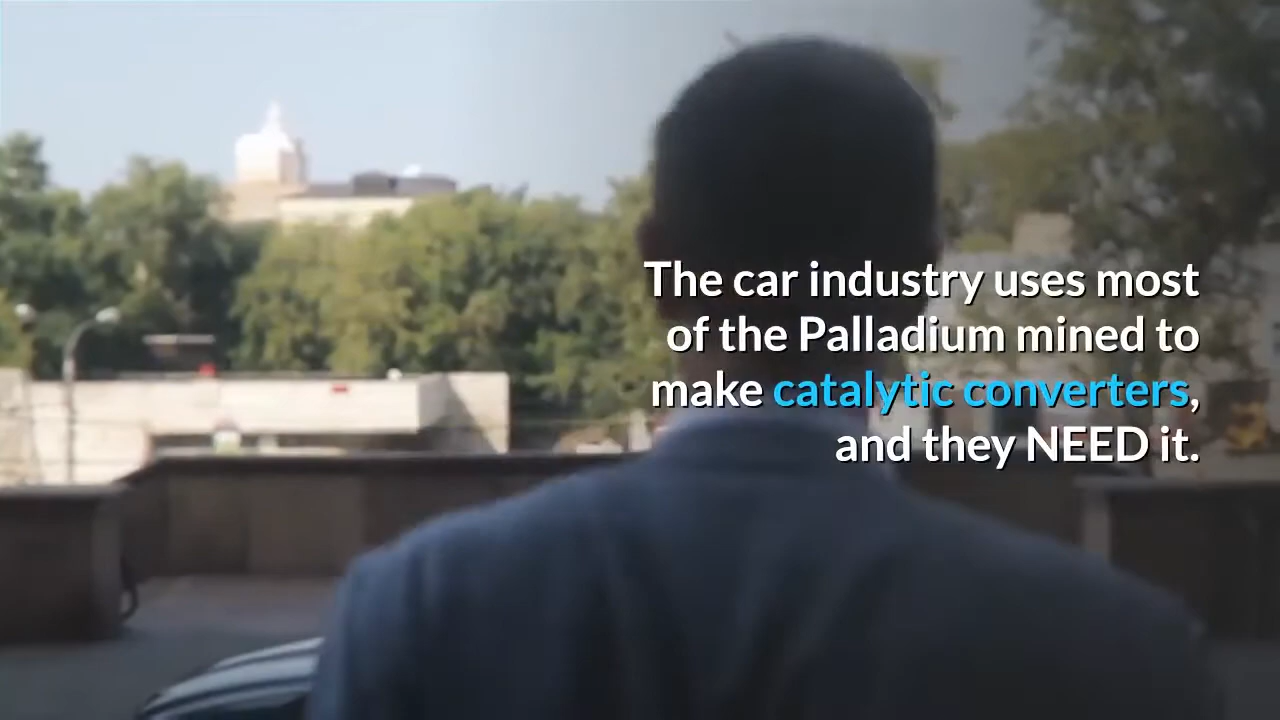 The car industry uses most
of the Palladium mined to
make catalytic converters,
and they NEED it.